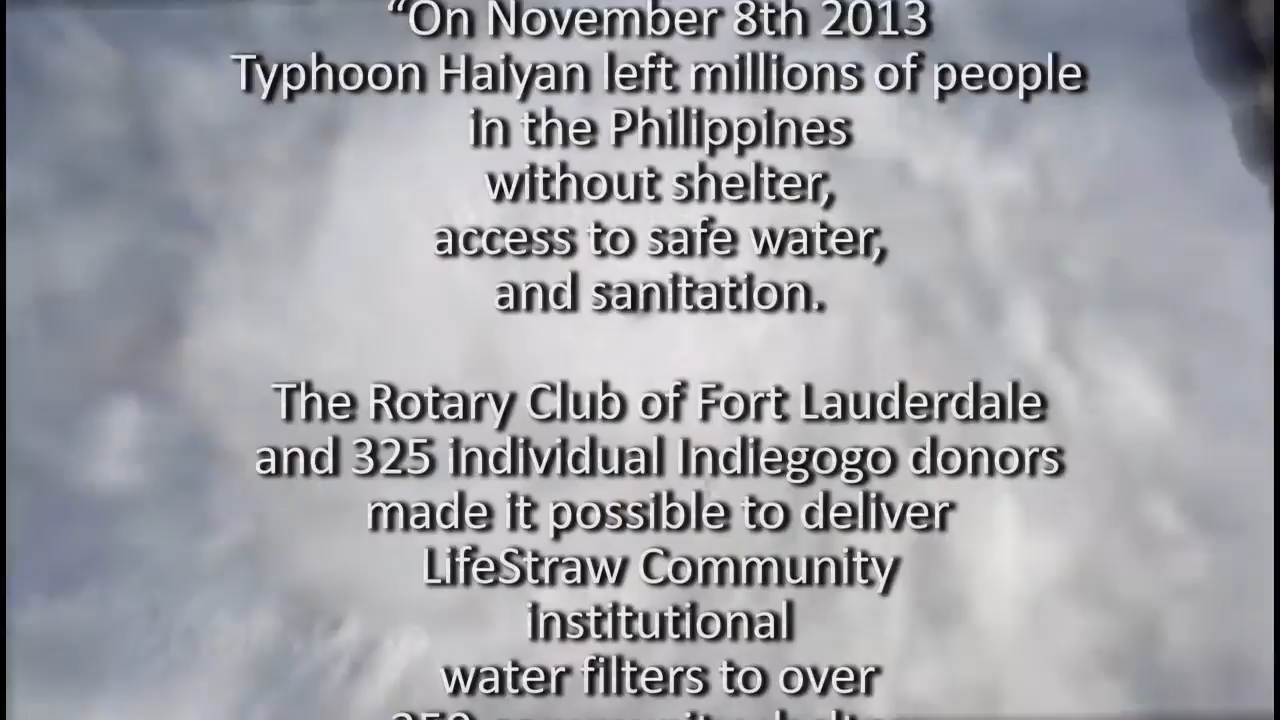 “On November 8th 2013
Typhoon Haiyan left millions of people
in the Philippines
without shelter,
access to safe water,
and sanitation.
The Rotary Club of Fort Lauderdale
and 325 individual Indiegogo donors
made it possible to deliver
LifeStraw Community
institutional
water filters to over